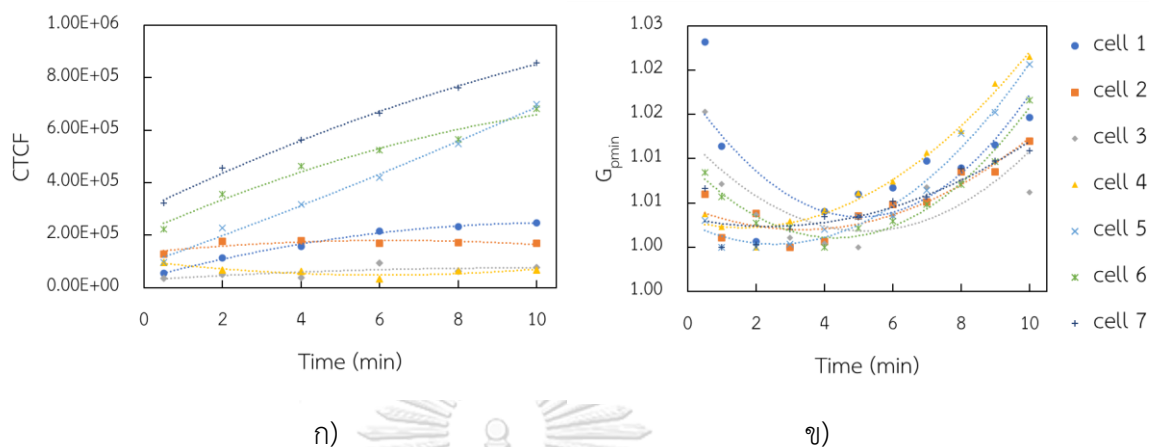 1.00E+06
8.00E+05
6.00E+05
4.00E+05
2.00E+05
0.00E+00
CTCF
0 2 4 6 8 10
Time (min)
ก)
1.03
1.02
1.02
1.01
1.01
1.00
1.00
Gpmin
0 2 4 6 8 10
Time (min)
ข)
cell 1
cell 2
cell 3
cell 4
cell 5
cell 6
cell 7